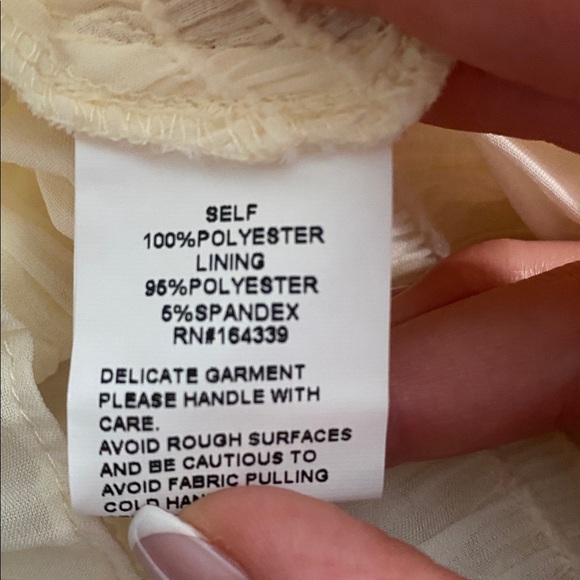 SELF
100%POLYESTER
LINING
95%POLYESTER
5%SPANDEX
RN#164339
DELICATE GARMENT
PLEASE HANDLE WITH
CARE.
AVOID ROUGH SURFACES
AND BE CAUTIOUS TO
AVOID FABRIC PULLING
COLD